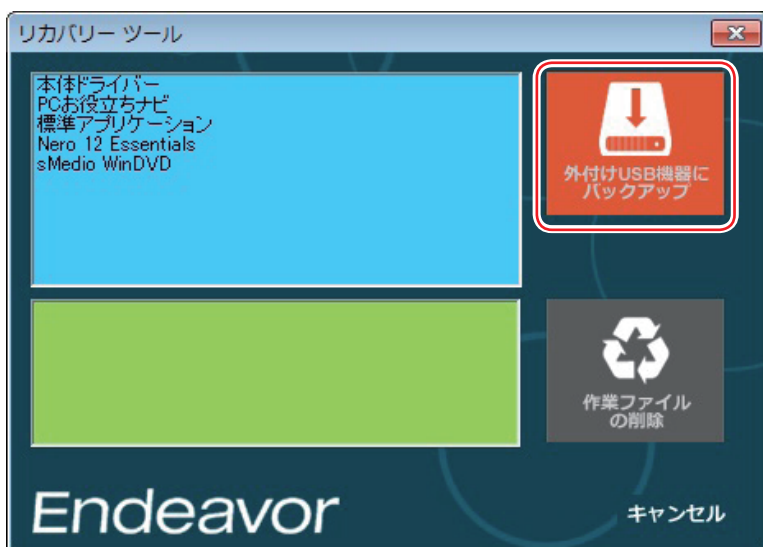 リカバリー ツール
本体ドライバー
PCお役立ちナビ
標準アプリケーション
Nero 12 Essentials
sMedio WinDVD
外付けUSB機器に
バックアップ
作業ファイル
の削除
Endeavor
キャンセル